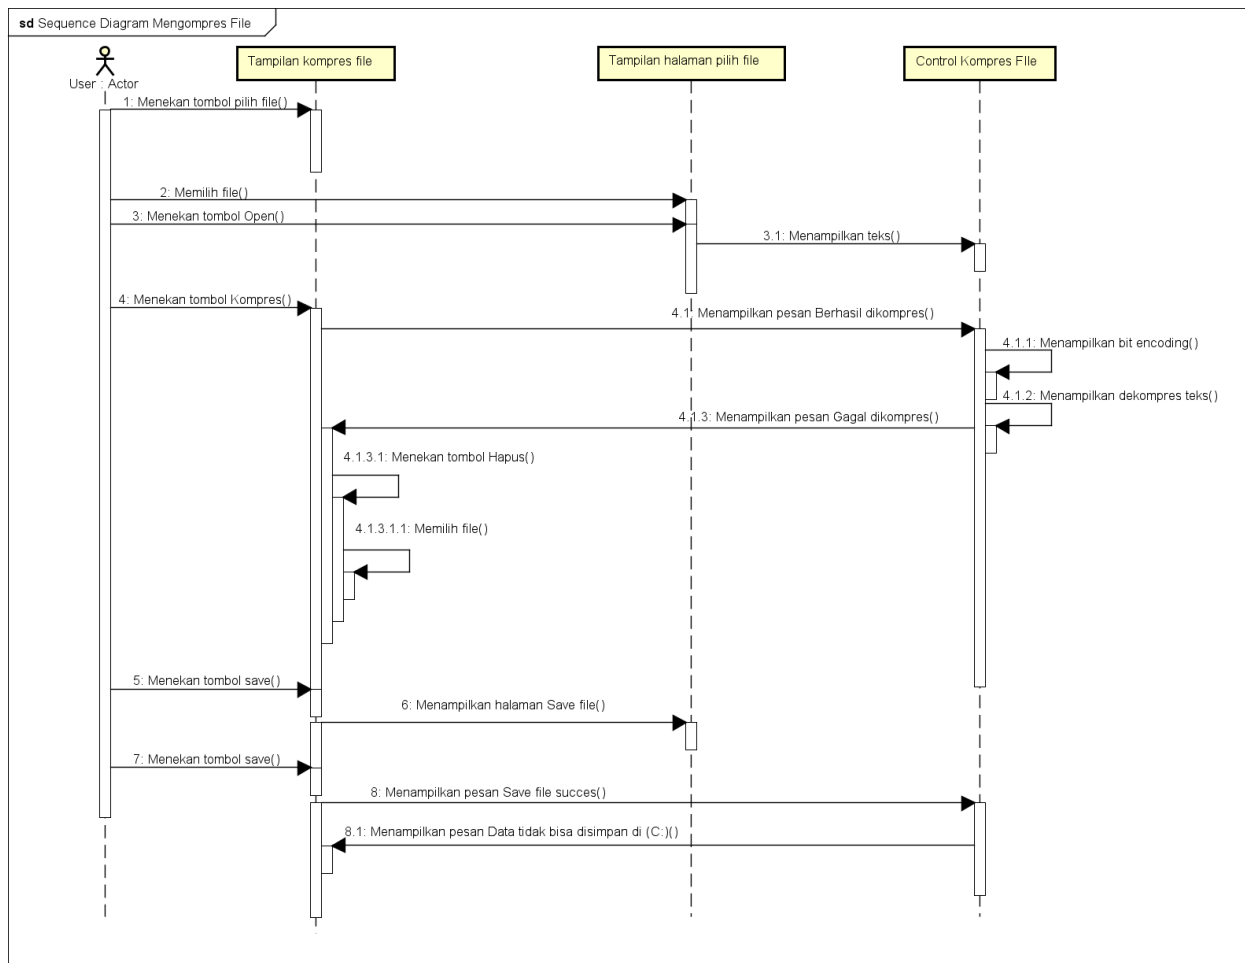 sd Sequence Diagram Mengompres File
Tampilan kompres file
Tampilan halaman pilih file
Control Kompres FIle
User : Actor
1: Menekan tombol pilih file()
2: Memilih file()
3: Menekan tombol Open()
3.1: Menampilkan teks()
4: Menekan tombol Kompres()
4.1: Menampilkan pesan Berhasil dikompres()
4.1.1: Menampilkan bit encoding()
4.1.2: Menampilkan dekompres teks()
4.1.3: Menampilkan pesan Gagal dikompres()
4.1.3.1: Menekan tombol Hapus()
4.1.3.1.1: Memilih file()
5: Menekan tombol save()
6: Menampilkan halaman Save file()
7: Menekan tombol save()
8: Menampilkan pesan Save file succes()
8.1: Menampilkan pesan Data tidak bisa disimpan di (C:)()